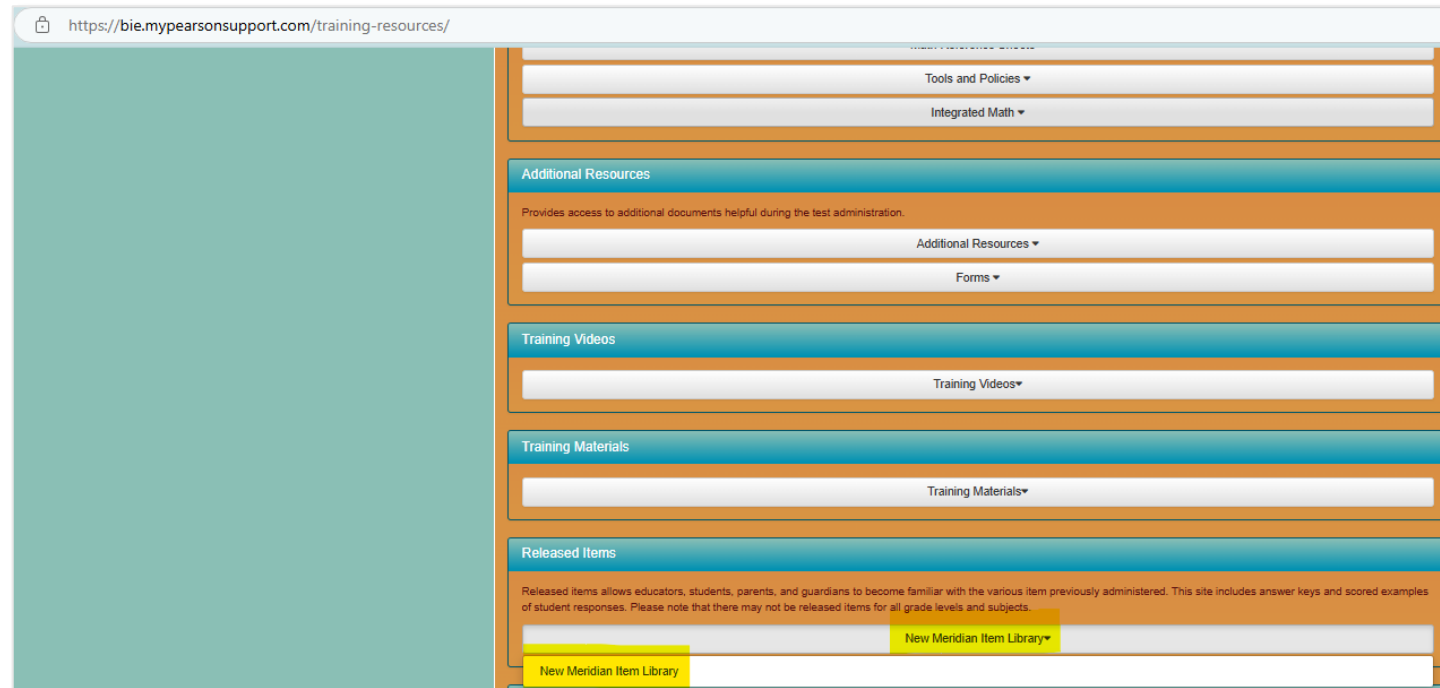 https://bie.mypearsonsupport.com/training-resources/
Tools and Policies
Integrated Math
Additional Resources
Provides access to additional documents helpful during the test administration.
Additional Resources
Forms
Training Videos
Training Videos
Training Materials
Training Materials
Released Items
Released items allows educators, students, parents, and guardians to become familiar with the various item previously administered. This site includes answer keys and scored examples
of student responses. Please note that there may not be released items for all grade levels and subjects.
New Meridian Item Library
New Meridian Item Library